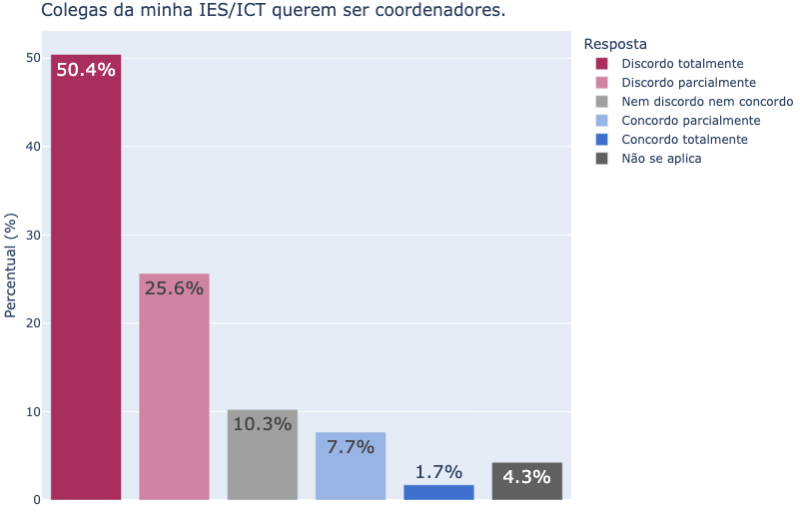 Colegas da minha IES/ICT querem ser coordenadores.
Resposta
Discordo totalmente
Discordo parcialmente
Nem discordo nem concordo
Concordo parcialmente
Concordo totalmente
Não se aplica
Percentual (%)
50
40
30
20
10
0
50.4%
25.6%
10.3%
7.7%
1.7%
4.3%